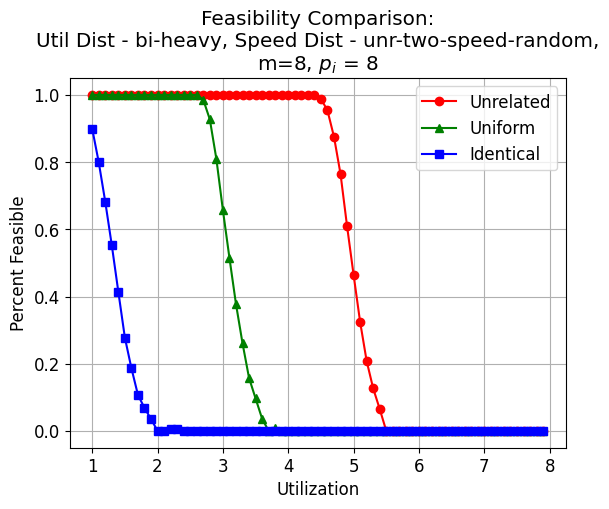 Feasibility Comparison:
Util Dist - bi-heavy, Speed Dist - unr-two-speed-random,
m=8, $p_i$ = 8
Unrelated
Uniform
Identical
Percent Feasible
1.0
0.8
0.6
0.4
0.2
0.0
1 2 3 4 5 6 7 8
Utilization